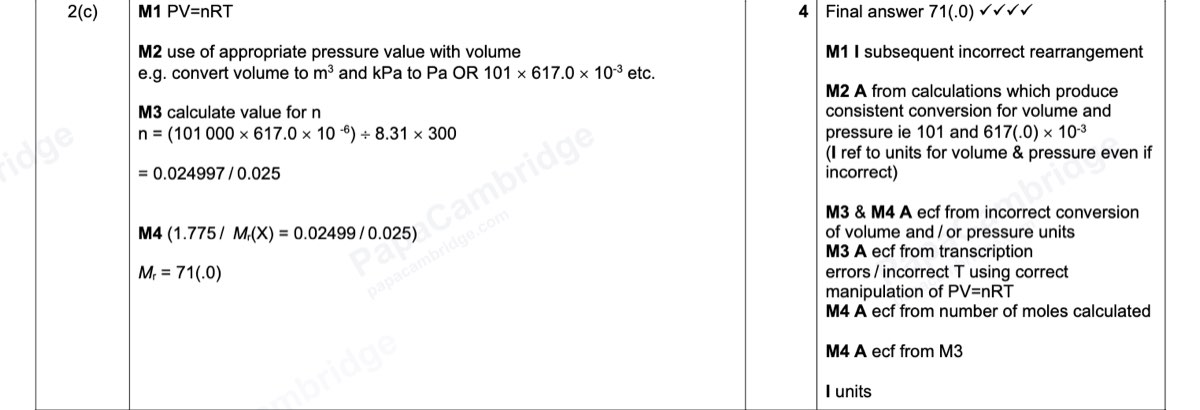 2(c)
M1 PV=nRT
M2 use of appropriate pressure value with volume
e.g. convert volume to m³ and kPa to Pa OR 101 × 617.0 × 10⁻³ etc.
M3 calculate value for n
n = (101 000 × 617.0 × 10 ⁻⁶) ÷ 8.31 × 300
= 0.024997 / 0.025
M4 (1.775 / Mᵣ(X) = 0.02499 / 0.025)
Mᵣ = 71(.0)
4
Final answer 71(.0) ✓✓✓✓
M1 I subsequent incorrect rearrangement
M2 A from calculations which produce
consistent conversion for volume and
pressure ie 101 and 617(.0) × 10⁻³
(I ref to units for volume & pressure even if
incorrect)
M3 & M4 A ecf from incorrect conversion
of volume and / or pressure units
M3 A ecf from transcription
errors / incorrect T using correct
manipulation of PV=nRT
M4 A ecf from number of moles calculated
M4 A ecf from M3
I units
ridge
PapaCambridge
papacambridge.com
mbridge
mbridge